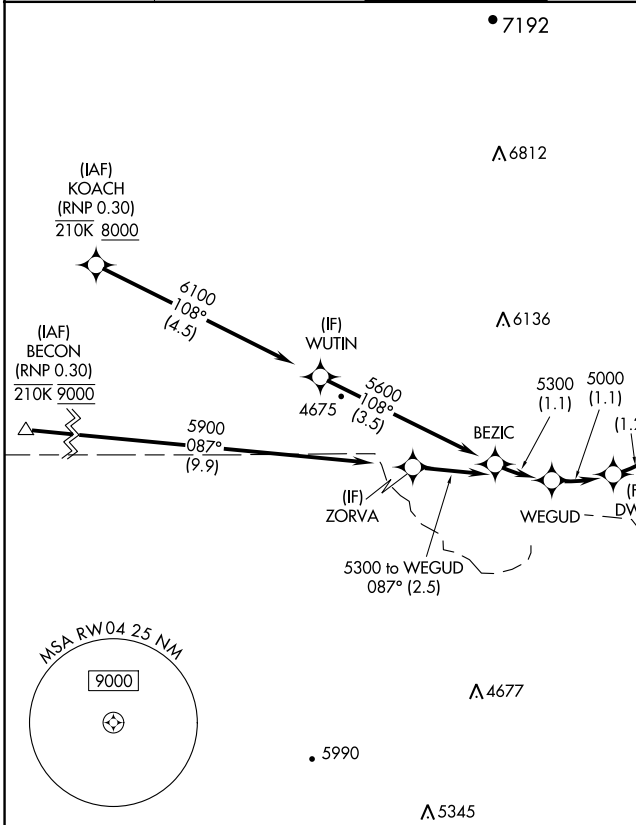 7192
6812
(IAF)
KOACH
(RNP 0.30)
210K 8000
6100
108°
(4.5)
6136
(IF)
WUTIN
(IAF)
BECON
(RNP 0.30)
210K 9000
4675
5600
108°
(3.5)
5300
(1.1)
5000
(1.1)
5900
087°
(9.9)
BEZIC
(IF)
ZORVA
WEGUD
5300 to WEGUD
087° (2.5)
MSA RW04 25 NM
9000
4677
5990
5345